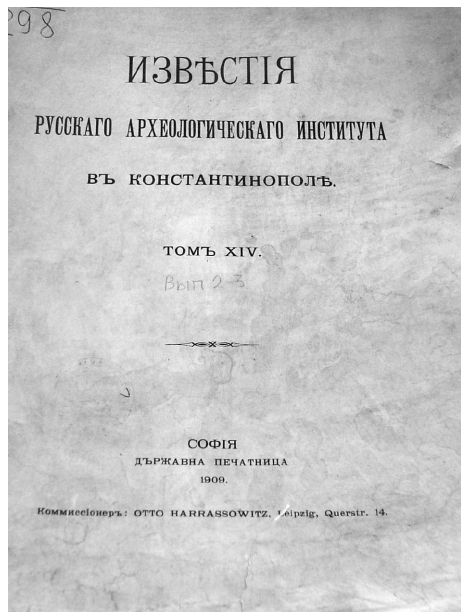 298
ИЗВѢСТІЯ
РУССКАГО АРХЕОЛОГИЧЕСКАГО ИНСТИТУТА
ВЪ КОНСТАНТИНОПОЛѢ.
ТОМЪ XIV.
Вып 2-3
СОФІЯ
ДЪРЖАВНА ПЕЧАТНИЦА
1909.
Коммиссіонеръ: OTTO HARRASSOWITZ, Leipzig, Querstr. 14.